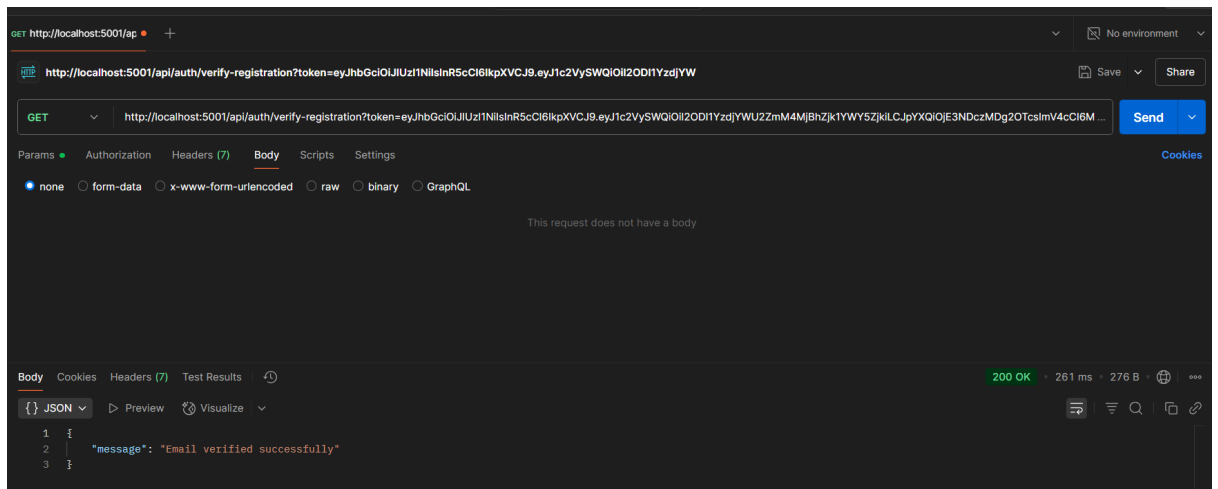 GET http://localhost:5001/ap
No environment
HTTP http://localhost:5001/api/auth/verify-registration?token=eyJhbGciOiJIUzI1NiIsInR5cCI6IkpXVCJ9.eyJ1c2VySWQiOiI2ODI1YzdjYW Save Share
GET http://localhost:5001/api/auth/verify-registration?token=eyJhbGciOiJIUzI1NiIsInR5cCI6IkpXVCJ9.eyJ1c2VySWQiOiI2ODI1YzdjYWU2ZmM4MjBhZjk1YWY5ZjkiLCJpYXQiOjE3NDczMDg2OTcsImV4cCI6M ... Send
Params Authorization Headers (7) Body Scripts Settings Cookies
none form-data x-www-form-urlencoded raw binary GraphQL
This request does not have a body
Body Cookies Headers (7) Test Results 200 OK 261 ms 276 B
{} JSON Preview Visualize
1 {
2 "message": "Email verified successfully"
3 }